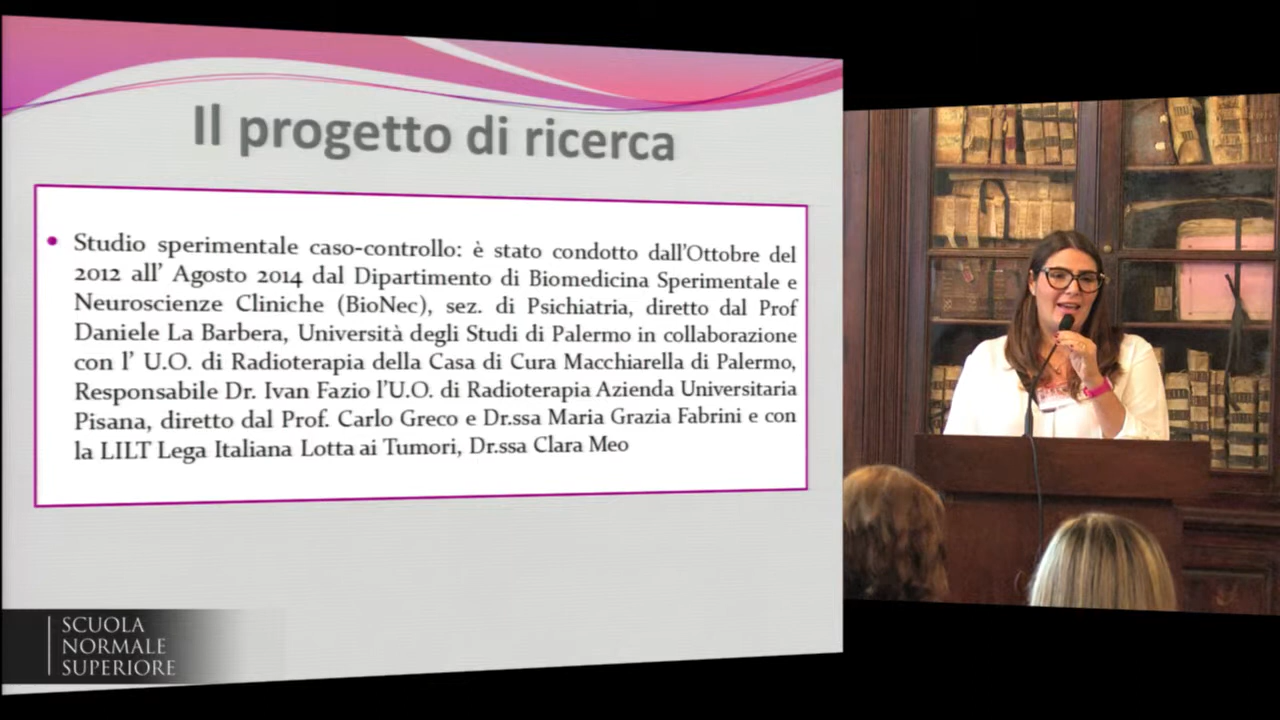 Il progetto di ricerca
• Studio sperimentale caso-controllo: è stato condotto dall'Ottobre del
2012 all' Agosto 2014 dal Dipartimento di Biomedicina Sperimentale e
Neuroscienze Cliniche (BioNec), sez. di Psichiatria, diretto dal Prof
Daniele La Barbera, Università degli Studi di Palermo in collaborazione
con l' U.O. di Radioterapia della Casa di Cura Macchiarella di Palermo,
Responsabile Dr. Ivan Fazio l'U.O. di Radioterapia Azienda Universitaria
Pisana, diretto dal Prof. Carlo Greco e Dr.ssa Maria Grazia Fabrini e con
la LILT Lega Italiana Lotta ai Tumori, Dr.ssa Clara Meo
SCUOLA
NORMALE
SUPERIORE